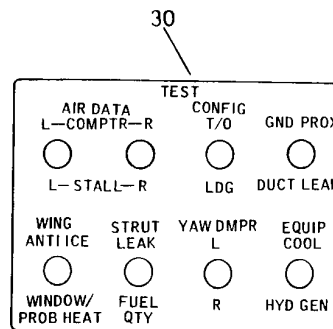 30
TEST
AIR DATA CONFIG
L—COMPTR—R T/O GND PROX
L—STALL—R LDG DUCT LEAK
WING STRUT YAW DMPR EQUIP
ANTI ICE LEAK L COOL
WINDOW/ FUEL R HYD GEN
PROB HEAT QTY